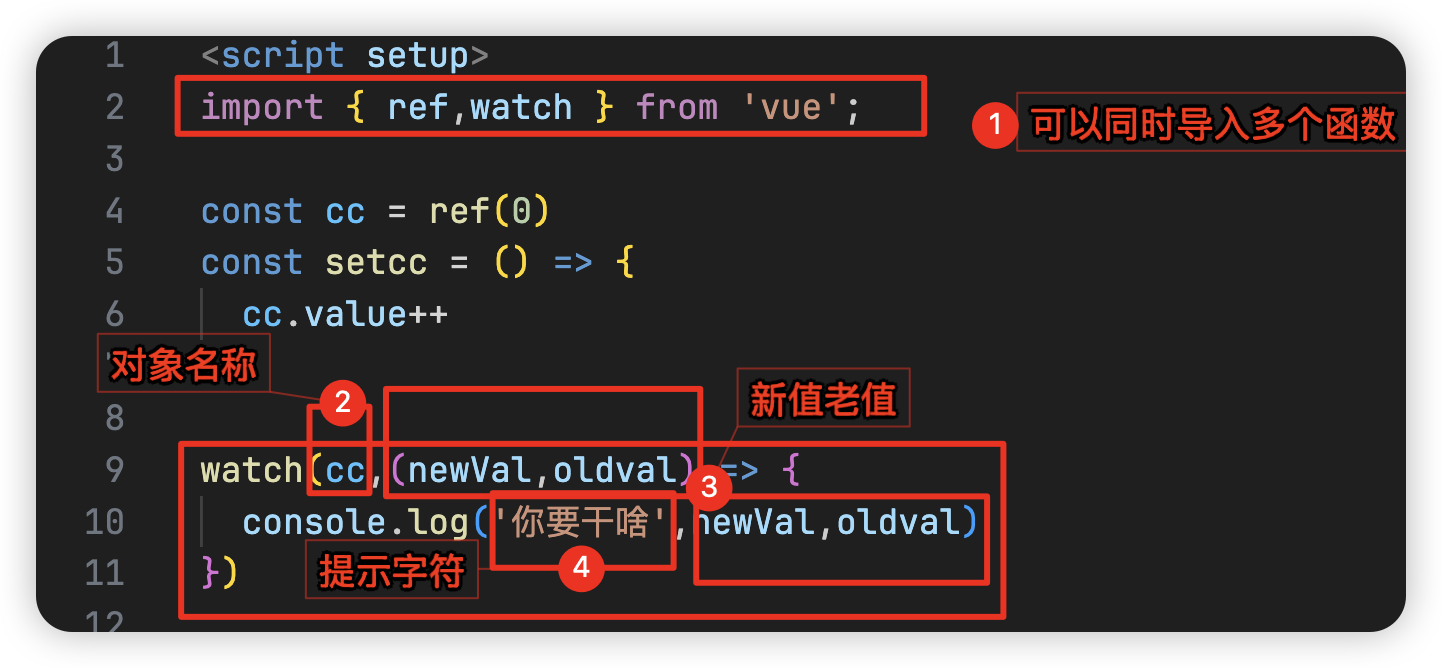 1 <script setup>
2 import { ref,watch } from 'vue';
1 可以同时导入多个函数
3
4 const cc = ref(0)
5 const setcc = () => {
6 cc.value++
对象名称
2
新值老值
8
9 watch(cc,(newVal,oldval) => {
3
10 console.log('你要干啥',newVal,oldval)
提示字符
4
11 })
12